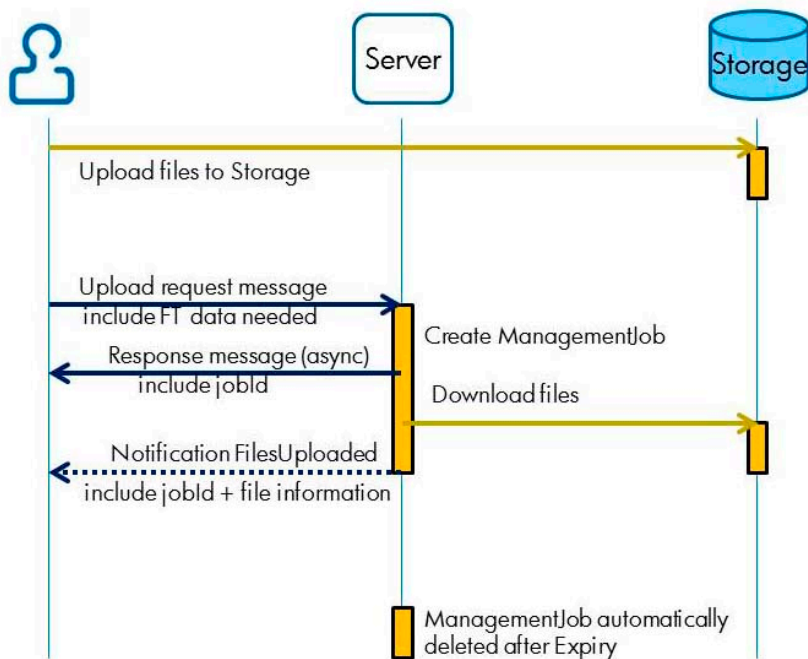 Server
Storage
Upload files to Storage
Upload request message
include FT data needed
Create ManagementJob
Response message (async)
include jobId
Download files
Notification FilesUploaded
include jobId + file information
ManagementJob automatically
deleted after Expiry